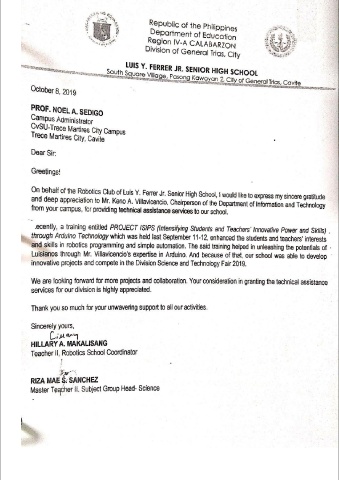 Republic of the Philippines
Department of Education
Region IV-A CALABARZON
Division of General Trias, City
LUIS Y. FERRER JR. SENIOR HIGH SCHOOL
South Square Village, Pasong Kawayan 2, City of General Trias, Cavite
October 8, 2019
PROF. NOEL A. SEDIGO
Campus Administrator
CvSU-Trece Martires City Campus
Trece Martires City, Cavite
Dear Sir:
Greetings!
On behalf of the Robotics Club of Luis Y. Ferrer Jr. Senior High School, I would like to express my sincere gratitude
and deep appreciation to Mr. Keno A. Villavicencio, Chairperson of the Department of Information and Technology
from your campus, for providing technical assistance services to our school.
ecently, a training entitled PROJECT ISIPS (Intensifying Students and Teachers' Innovative Power and Skills)
through Arduino Technology which was held last September 11-12, enhanced the students and teachers' interests
and skills in robotics programming and simple automation. The said training helped in unleashing the potentials of
Luisians through Mr. Villavicencio's expertise in Arduino. And because of that, our school was able to develop
innovative projects and compete in the Division Science and Technology Fair 2019.
We are looking forward for more projects and collaboration. Your consideration in granting the technical assistance
services for our division is highly appreciated.
Thank you so much for your unwavering support to all our activities.
Sincerely yours,
HILLARY A. MAKALISANG
Teacher II, Robotics School Coordinator
RIZA MAE S. SANCHEZ
Master Teacher II, Subject Group Head- Science